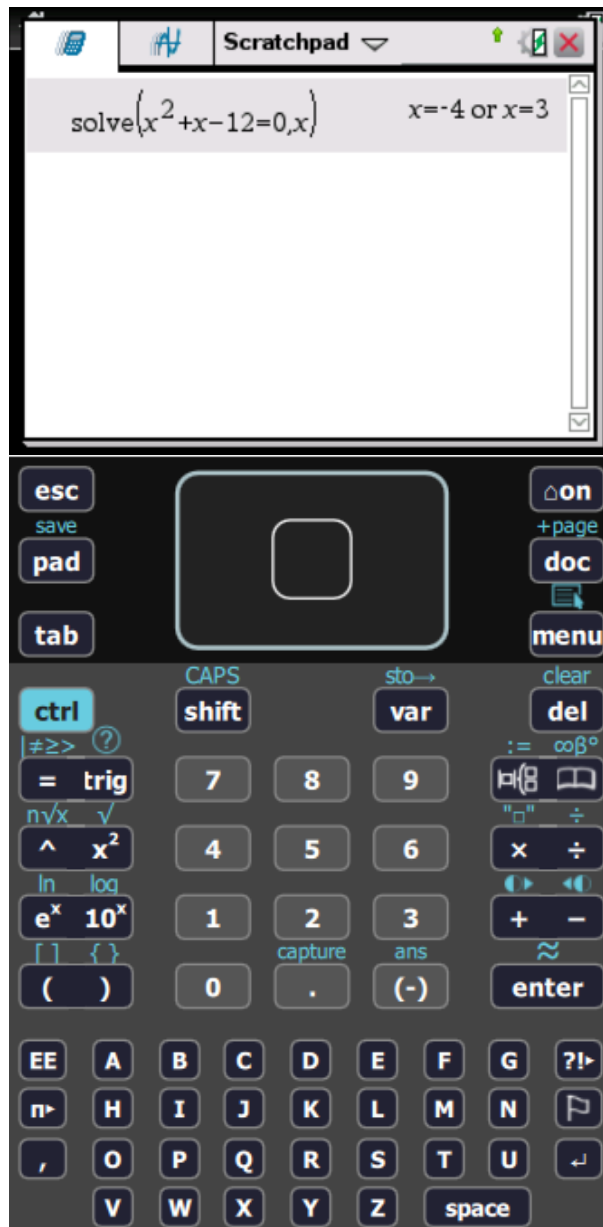 Scratchpad
solve(x²+x−12=0,x) x=-4 or x=3
esc ⌂on
save +page
pad doc
tab menu
CAPS sto→ clear
ctrl shift var del
|≠≥> ? := ∞β°
= trig 7 8 9
n√x √ "▫" ÷
^ x² 4 5 6 × ÷
ln log
eˣ 10ˣ 1 2 3 + −
[ ] { } capture ans ≈
( ) 0 . (-) enter
EE A B C D E F G ?!▸
π▸ H I J K L M N
, O P Q R S T U ↵
V W X Y Z space